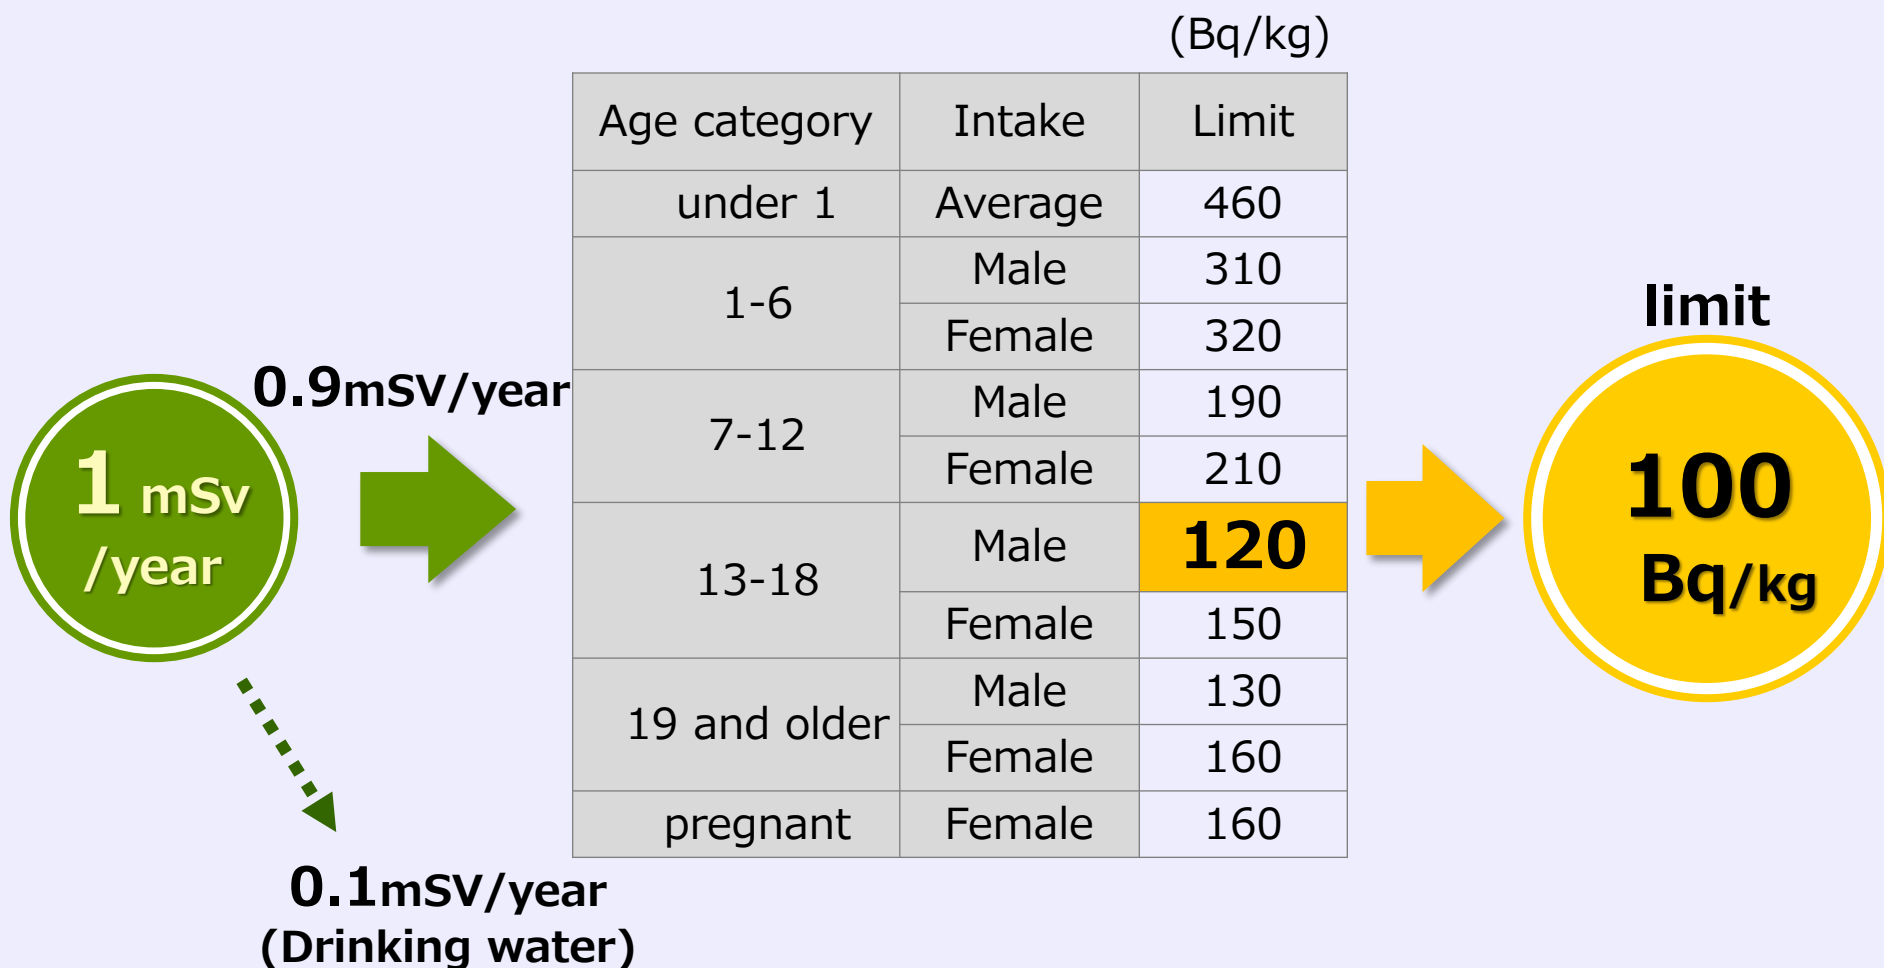 (Bq/kg)
Age category Intake Limit
under 1 Average 460
1-6 Male 310
Female 320
7-12 Male 190
Female 210
13-18 Male 120
Female 150
19 and older Male 130
Female 160
pregnant Female 160
1 mSv
/year
0.9mSV/year
0.1mSV/year
(Drinking water)
limit
100
Bq/kg